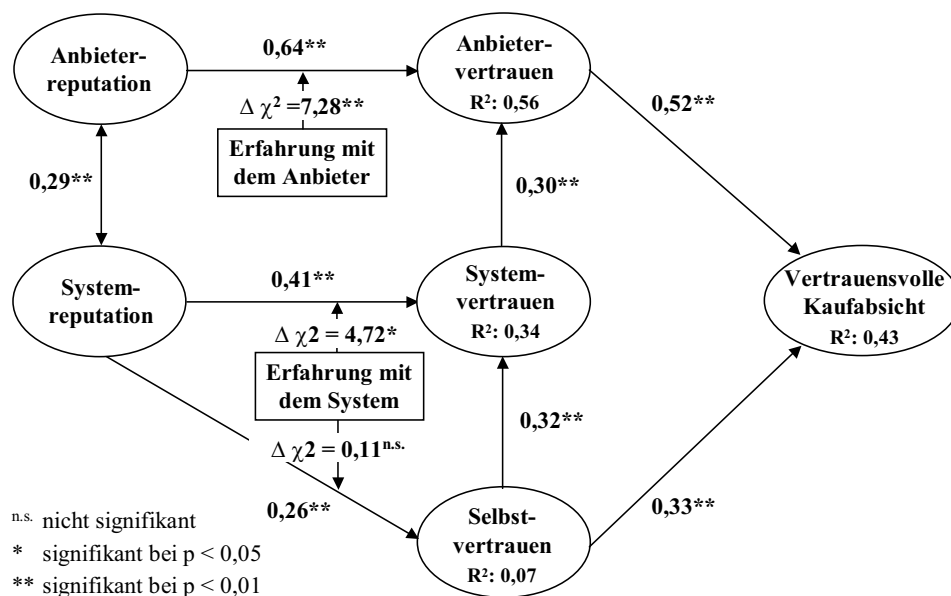 Anbieter-
reputation
0,64**
Anbieter-
vertrauen
R²: 0,56
Δ χ² =7,28**
Erfahrung mit
dem Anbieter
0,52**
0,29**
0,30**
System-
reputation
0,41**
System-
vertrauen
R²: 0,34
Vertrauensvolle
Kaufabsicht
R²: 0,43
Δ χ2 = 4,72*
Erfahrung mit
dem System
0,32**
Δ χ2 = 0,11n.s.
0,26**
Selbst-
vertrauen
R²: 0,07
0,33**
n.s. nicht signifikant
* signifikant bei p < 0,05
** signifikant bei p < 0,01